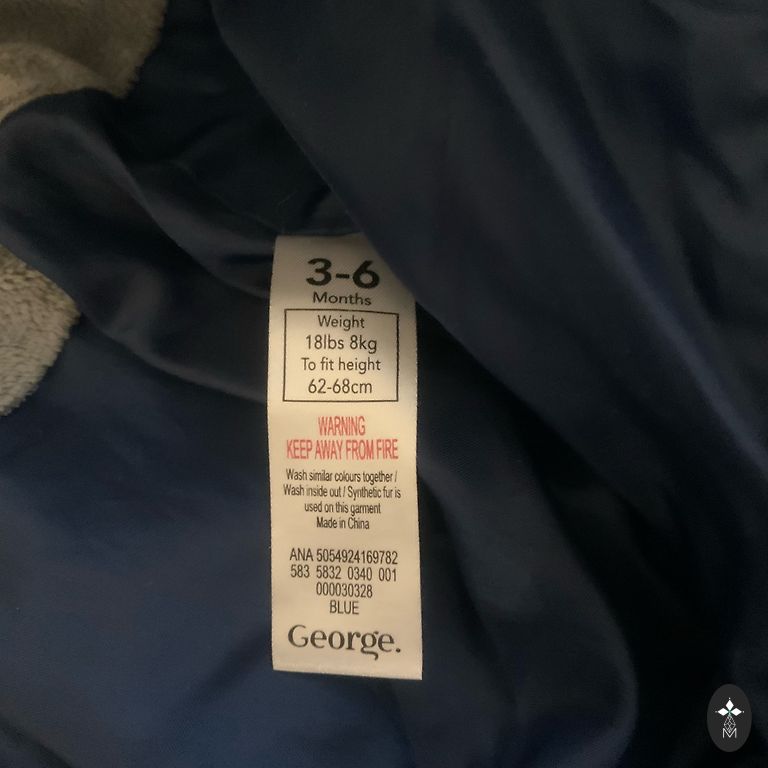 3-6
Months
Weight
18lbs 8kg
To fit height
62-68cm
WARNING
KEEP AWAY FROM FIRE
Wash similar colours together /
Wash inside out / Synthetic fur is
used on this garment
Made in China
ANA 5054924169782
583 5832 0340 001
000030328
BLUE
George.
M